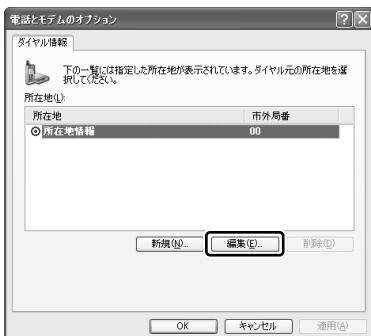 電話とモデムのオプション
ダイヤル情報
下の一覧には指定した所在地が表示されています。ダイヤル元の所在地を選
択してください。
所在地(L):
所在地 市外局番
所在地情報 00
新規(N)... 編集(E)... 削除(D)
OK キャンセル 適用(A)